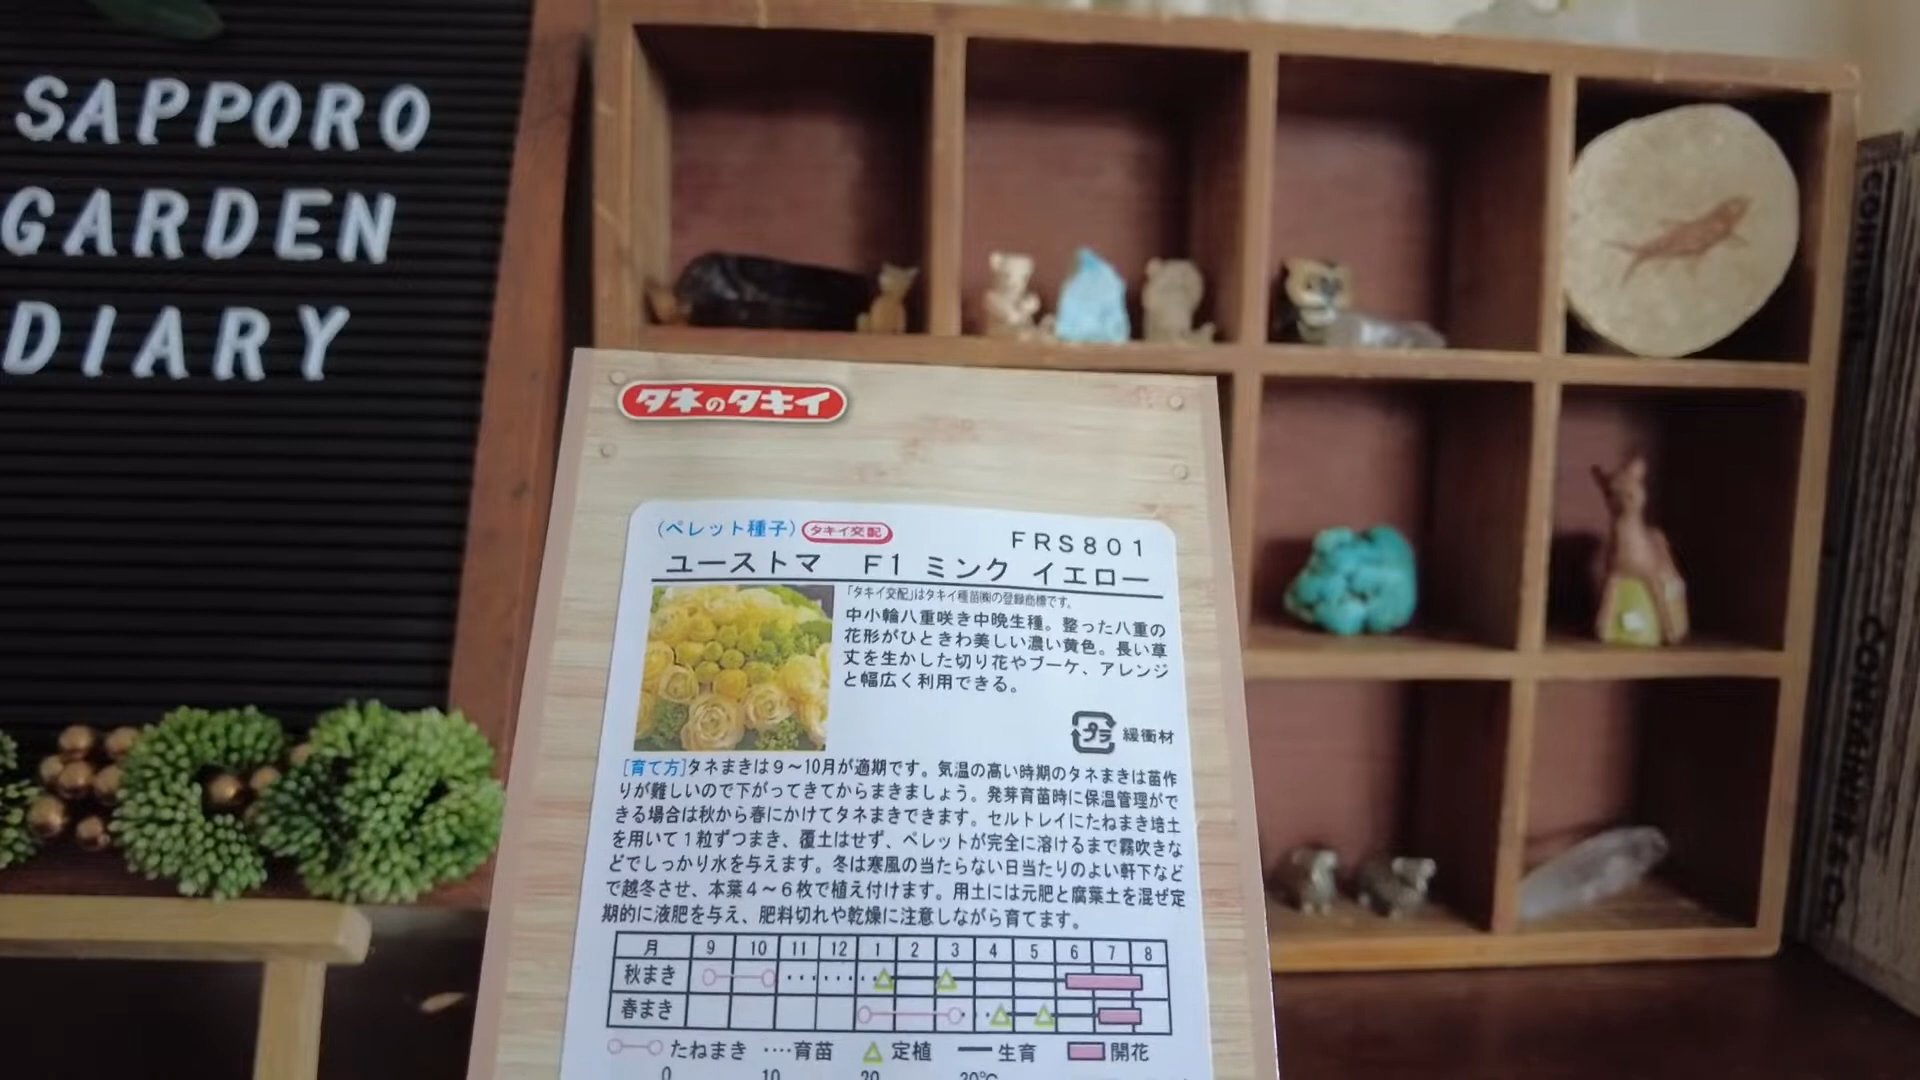 SAPPORO
GARDEN
DIARY
タネのタキイ
(ペレット種子) タキイ交配 FRS801
ユーストマ F1 ミンク イエロー
「タキイ交配」はタキイ種苗㈱の登録商標です。
中小輪八重咲き中晩生種。整った八重の
花形がひときわ美しい濃い黄色。長い草
丈を生かした切り花やブーケ、アレンジ
と幅広く利用できる。
プラ 緩衝材
[育て方]タネまきは9〜10月が適期です。気温の高い時期のタネまきは苗作
りが難しいので下がってきてからまきましょう。発芽育苗時に保温管理がで
きる場合は秋から春にかけてタネまきできます。セルトレイにたねまき培土
を用いて1粒ずつまき、覆土はせず、ペレットが完全に溶けるまで霧吹きな
どでしっかり水を与えます。冬は寒風の当たらない日当たりのよい軒下など
で越冬させ、本葉4〜6枚で植え付けます。用土には元肥と腐葉土を混ぜ定
期的に液肥を与え、肥料切れや乾燥に注意しながら育てます。
月 9 10 11 12 1 2 3 4 5 6 7 8
秋まき
春まき
たねまき 育苗 定植 生育 開花
0 10 20 30℃
CONTAINER & CO